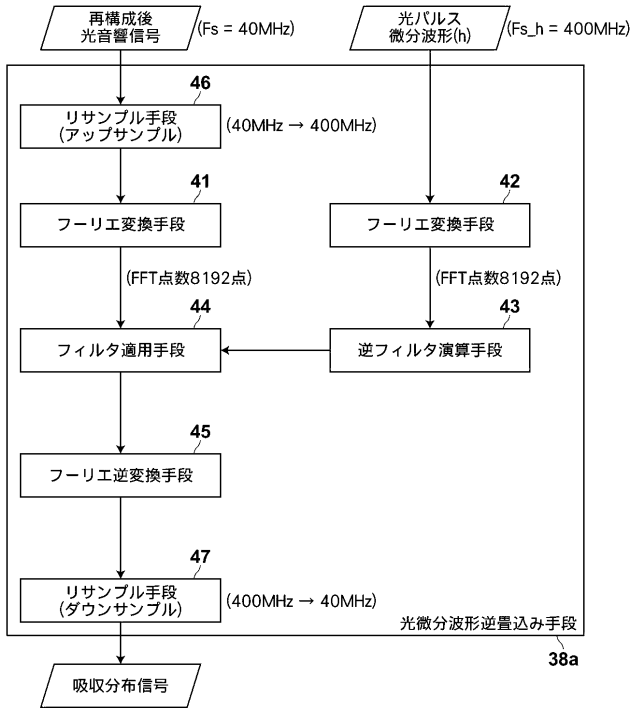 再構成後
光音響信号
(Fs = 40MHz)
光パルス
微分波形(h)
(Fs_h = 400MHz)
46
リサンプル手段
(アップサンプル)
(40MHz → 400MHz)
41
フーリエ変換手段
42
フーリエ変換手段
(FFT点数8192点)
(FFT点数8192点)
44
フィルタ適用手段
43
逆フィルタ演算手段
45
フーリエ逆変換手段
47
リサンプル手段
(ダウンサンプル)
(400MHz → 40MHz)
光微分波形逆畳込み手段
38a
吸収分布信号